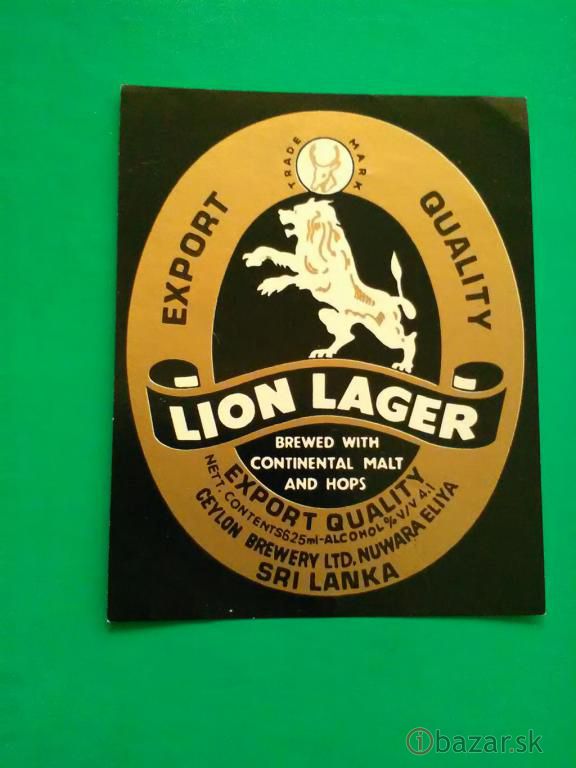 TRADE MARK
EXPORT QUALITY
LION LAGER
BREWED WITH
CONTINENTAL MALT
AND HOPS
EXPORT QUALITY
NETT. CONTENTS 625ml-ALCOHOL % V/V 4.1
CEYLON BREWERY LTD. NUWARA ELIYA
SRI LANKA
ibazar.sk